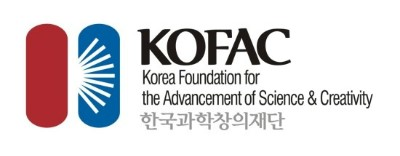 KOFAC
Korea Foundation for
the Advancement of Science & Creativity
한국과학창의재단